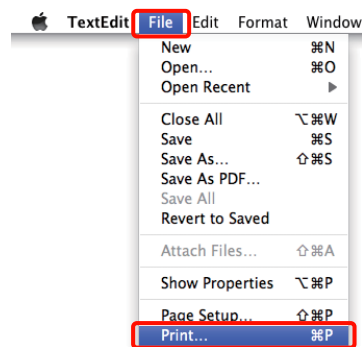 TextEdit File Edit Format Window
New ⌘N
Open... ⌘O
Open Recent ▶
Close All ⌥⌘W
Save ⌘S
Save As... ⇧⌘S
Save As PDF...
Save All
Revert to Saved
Attach Files... ⇧⌘A
Show Properties ⌥⌘P
Page Setup... ⇧⌘P
Print... ⌘P